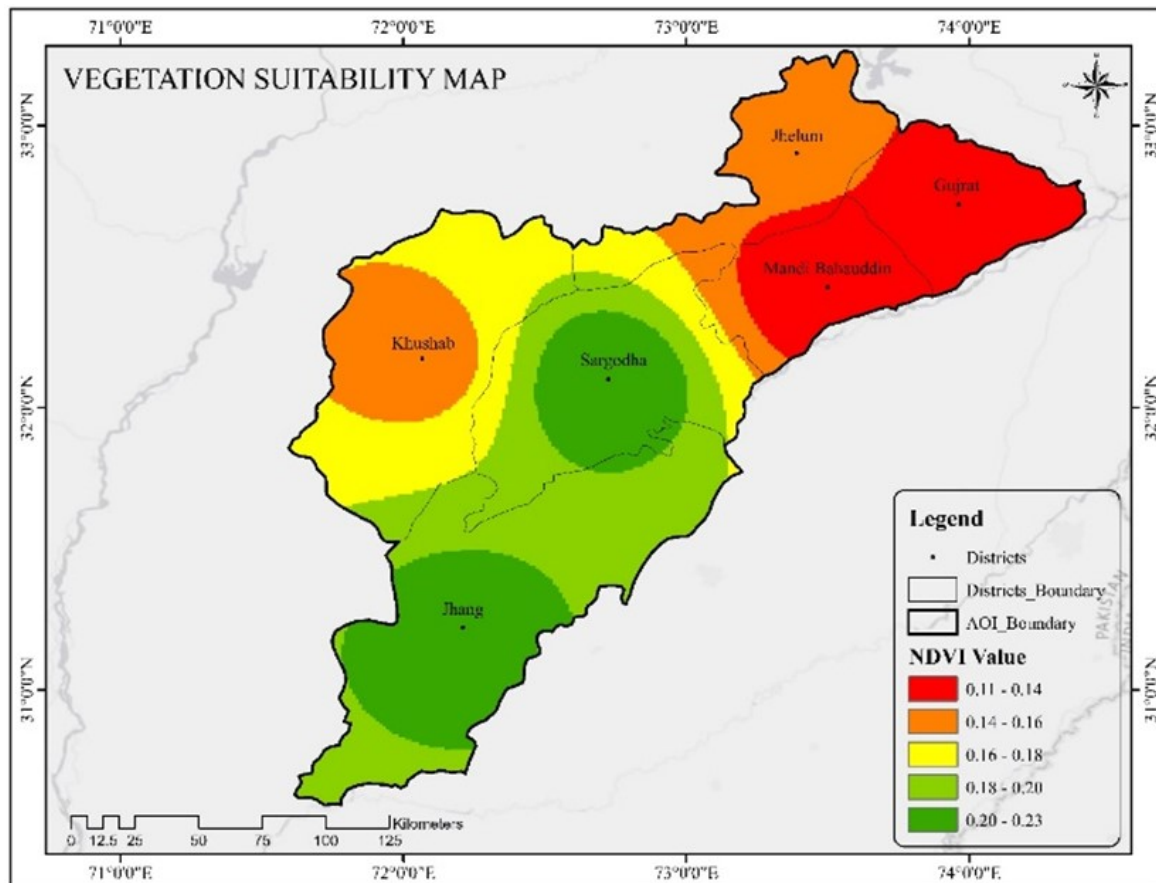 71°0'0"E 72°0'0"E 73°0'0"E 74°0'0"E
VEGETATION SUITABILITY MAP
33°0'0"N
33°0'0"N
Jhelum
Gujrat
Mandi Bahauddin
Khushab
Sargodha
32°0'0"N
32°0'0"N
Jhang
31°0'0"N
31°0'0"N
Legend
Districts
Districts_Boundary
AOI_Boundary
NDVI Value
0.11 - 0.14
0.14 - 0.16
0.16 - 0.18
0.18 - 0.20
0.20 - 0.23
PAKISTAN
INDIA
Kilometers
0 12.5 25 50 75 100 125
71°0'0"E 72°0'0"E 73°0'0"E 74°0'0"E